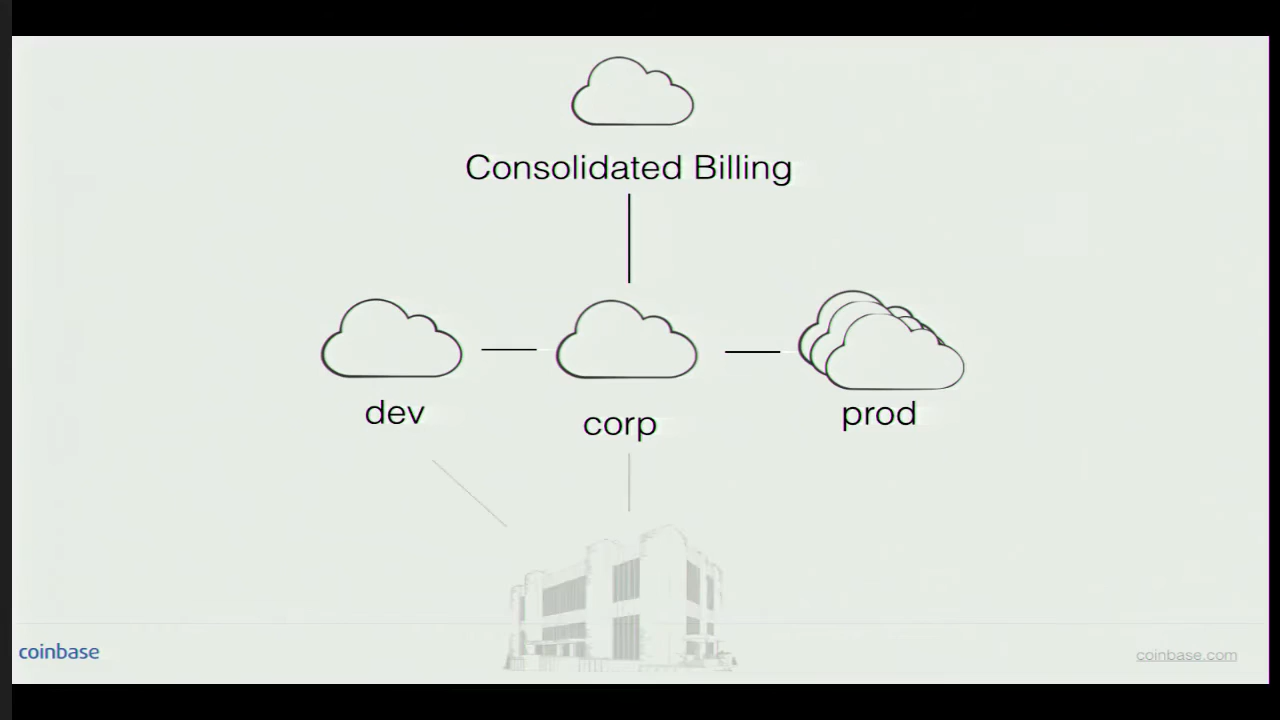 Consolidated Billing
dev
corp
prod
coinbase
coinbase.com